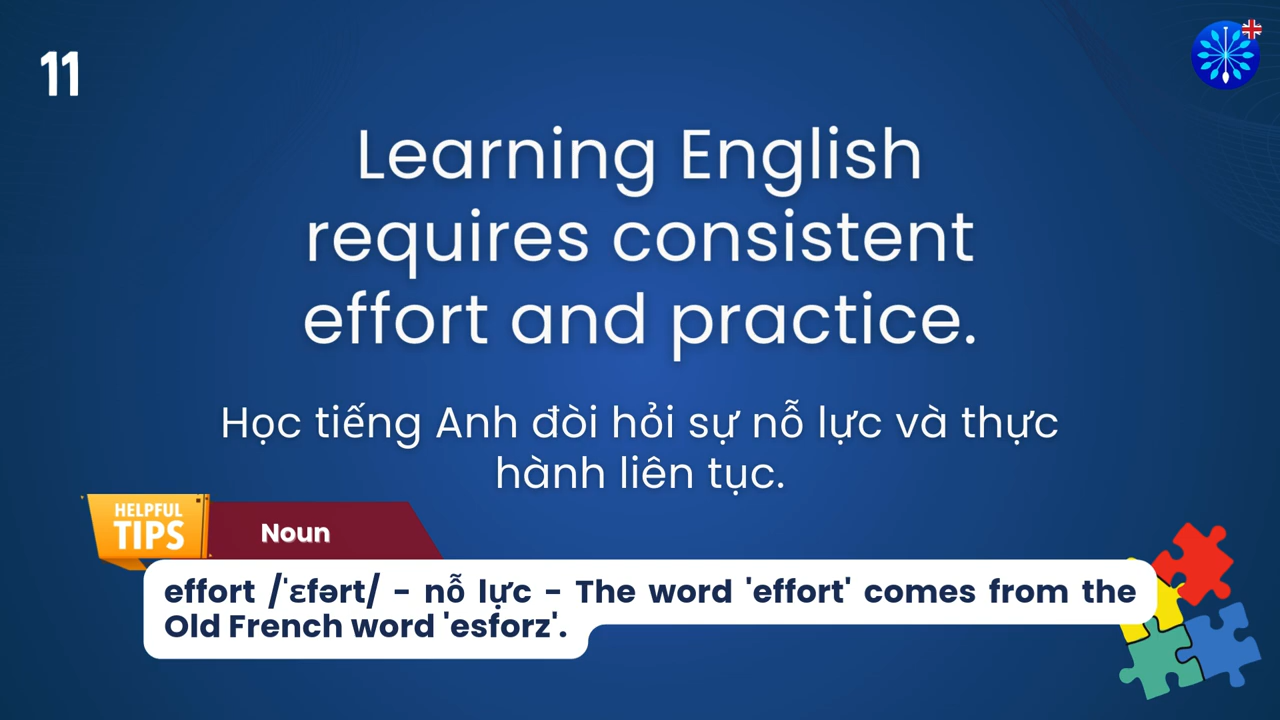 11
Learning English
requires consistent
effort and practice.
Học tiếng Anh đòi hỏi sự nỗ lực và thực
hành liên tục.
HELPFUL
TIPS
Noun
effort /ˈɛfərt/ - nỗ lực - The word 'effort' comes from the
Old French word 'esforz'.